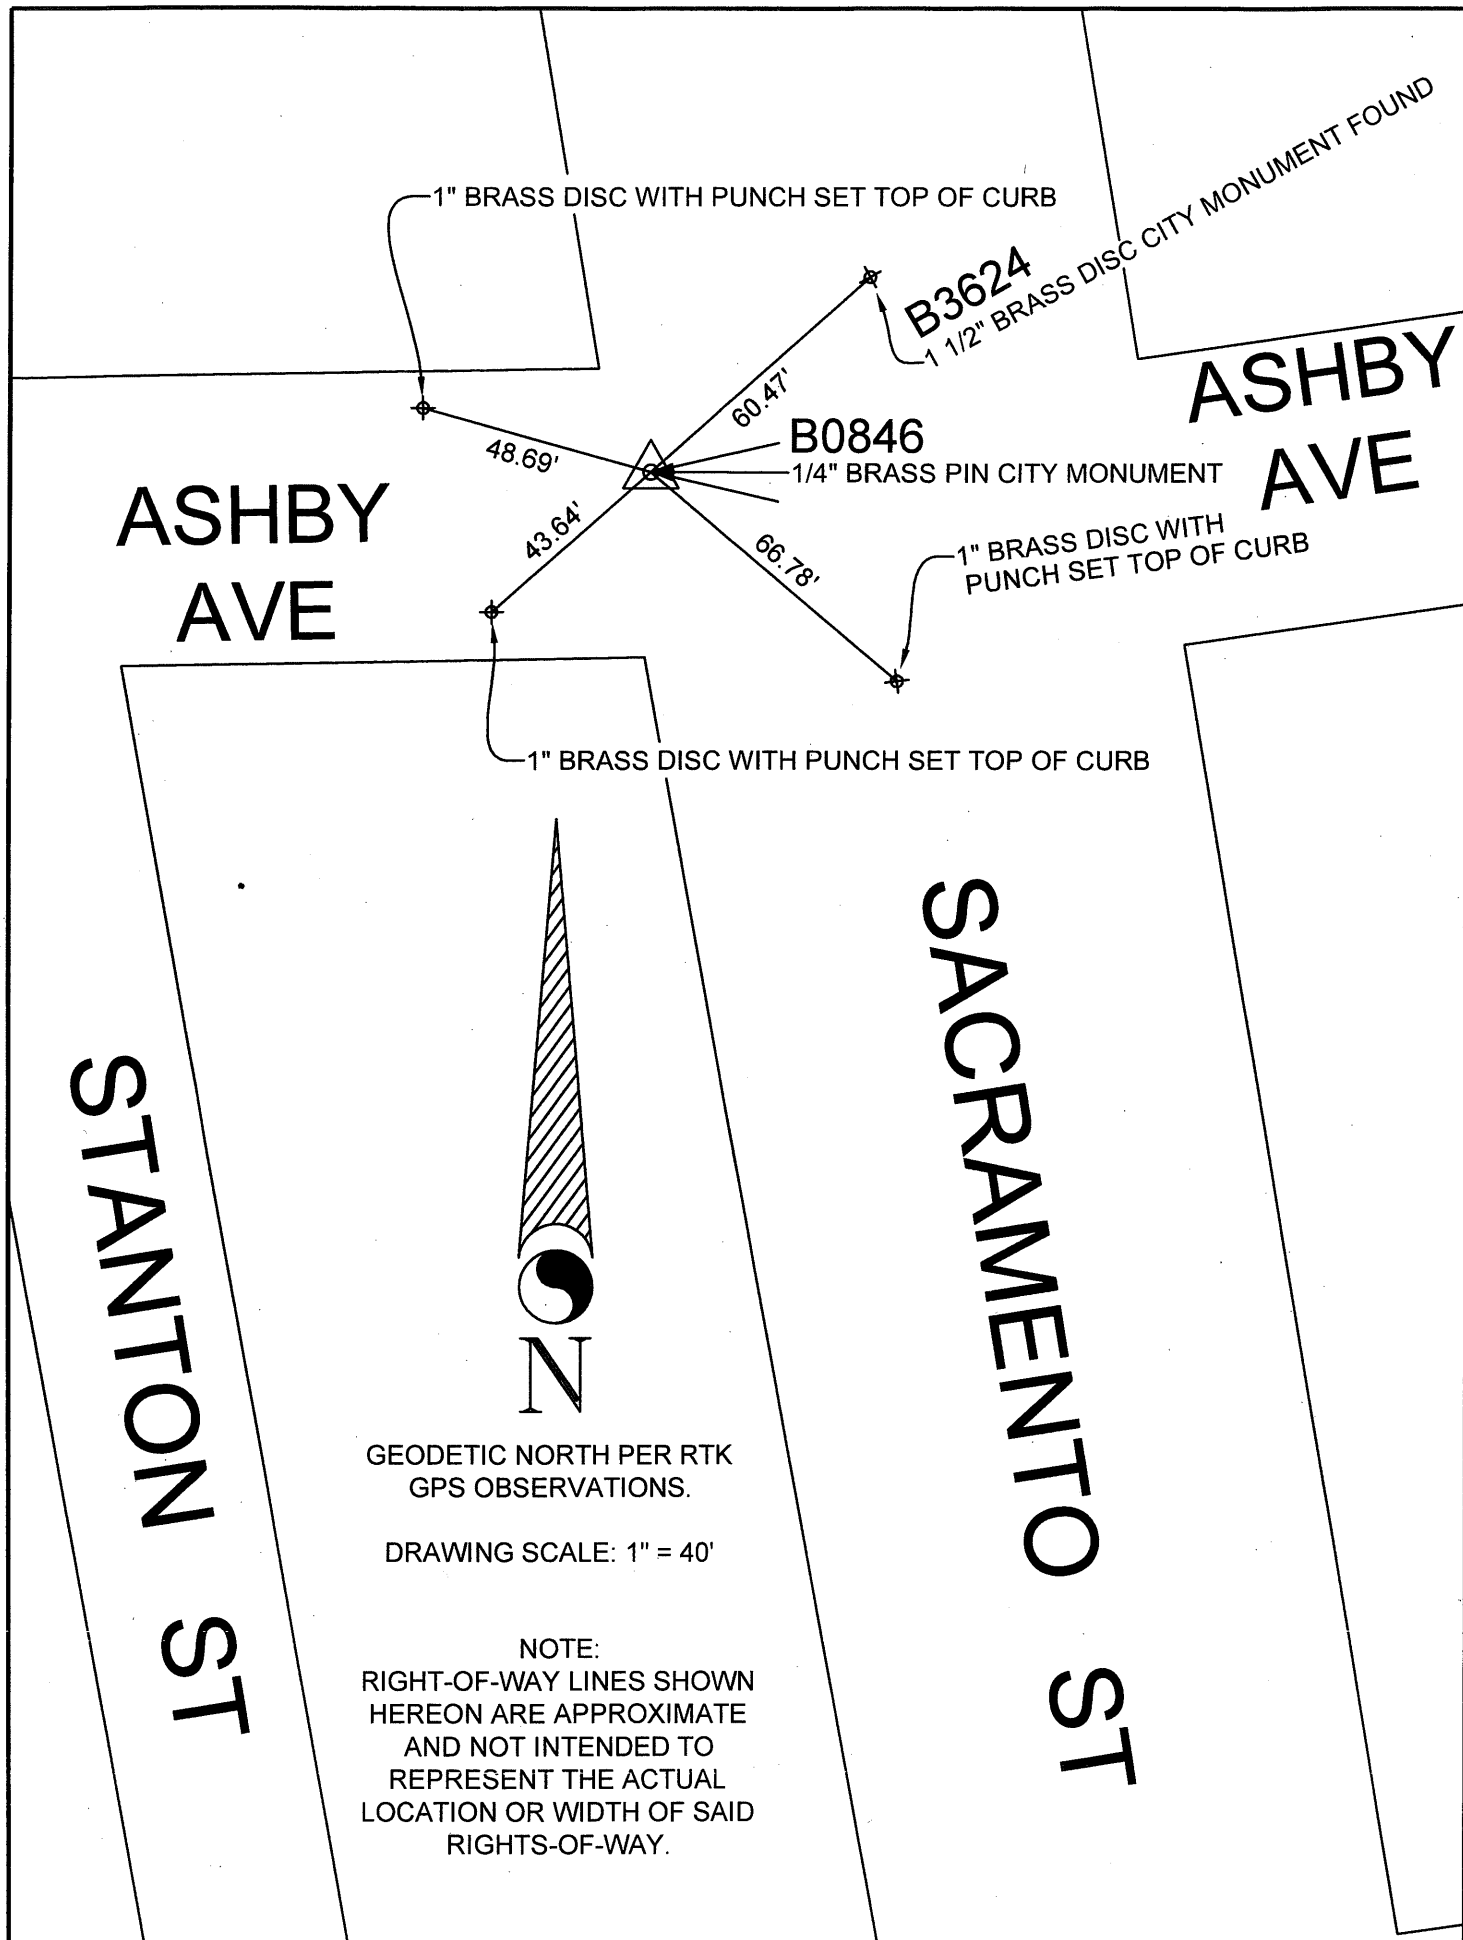 1" BRASS DISC WITH PUNCH SET TOP OF CURB
B3624
1 1/2" BRASS DISC CITY MONUMENT FOUND
60.47'
48.69'
B0846
1/4" BRASS PIN CITY MONUMENT
ASHBY
AVE
ASHBY
AVE
43.64'
66.78'
1" BRASS DISC WITH
PUNCH SET TOP OF CURB
1" BRASS DISC WITH PUNCH SET TOP OF CURB
STANTON ST
SACRAMENTO ST
N
GEODETIC NORTH PER RTK
GPS OBSERVATIONS.
DRAWING SCALE: 1" = 40'
NOTE:
RIGHT-OF-WAY LINES SHOWN
HEREON ARE APPROXIMATE
AND NOT INTENDED TO
REPRESENT THE ACTUAL
LOCATION OR WIDTH OF SAID
RIGHTS-OF-WAY.